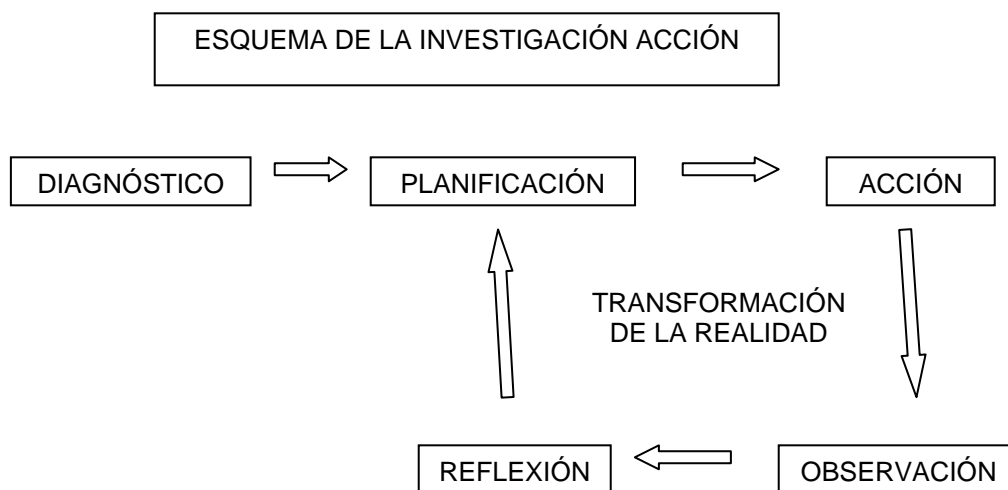 ESQUEMA DE LA INVESTIGACIÓN ACCIÓN
DIAGNÓSTICO
PLANIFICACIÓN
ACCIÓN
TRANSFORMACIÓN
DE LA REALIDAD
REFLEXIÓN
OBSERVACIÓN